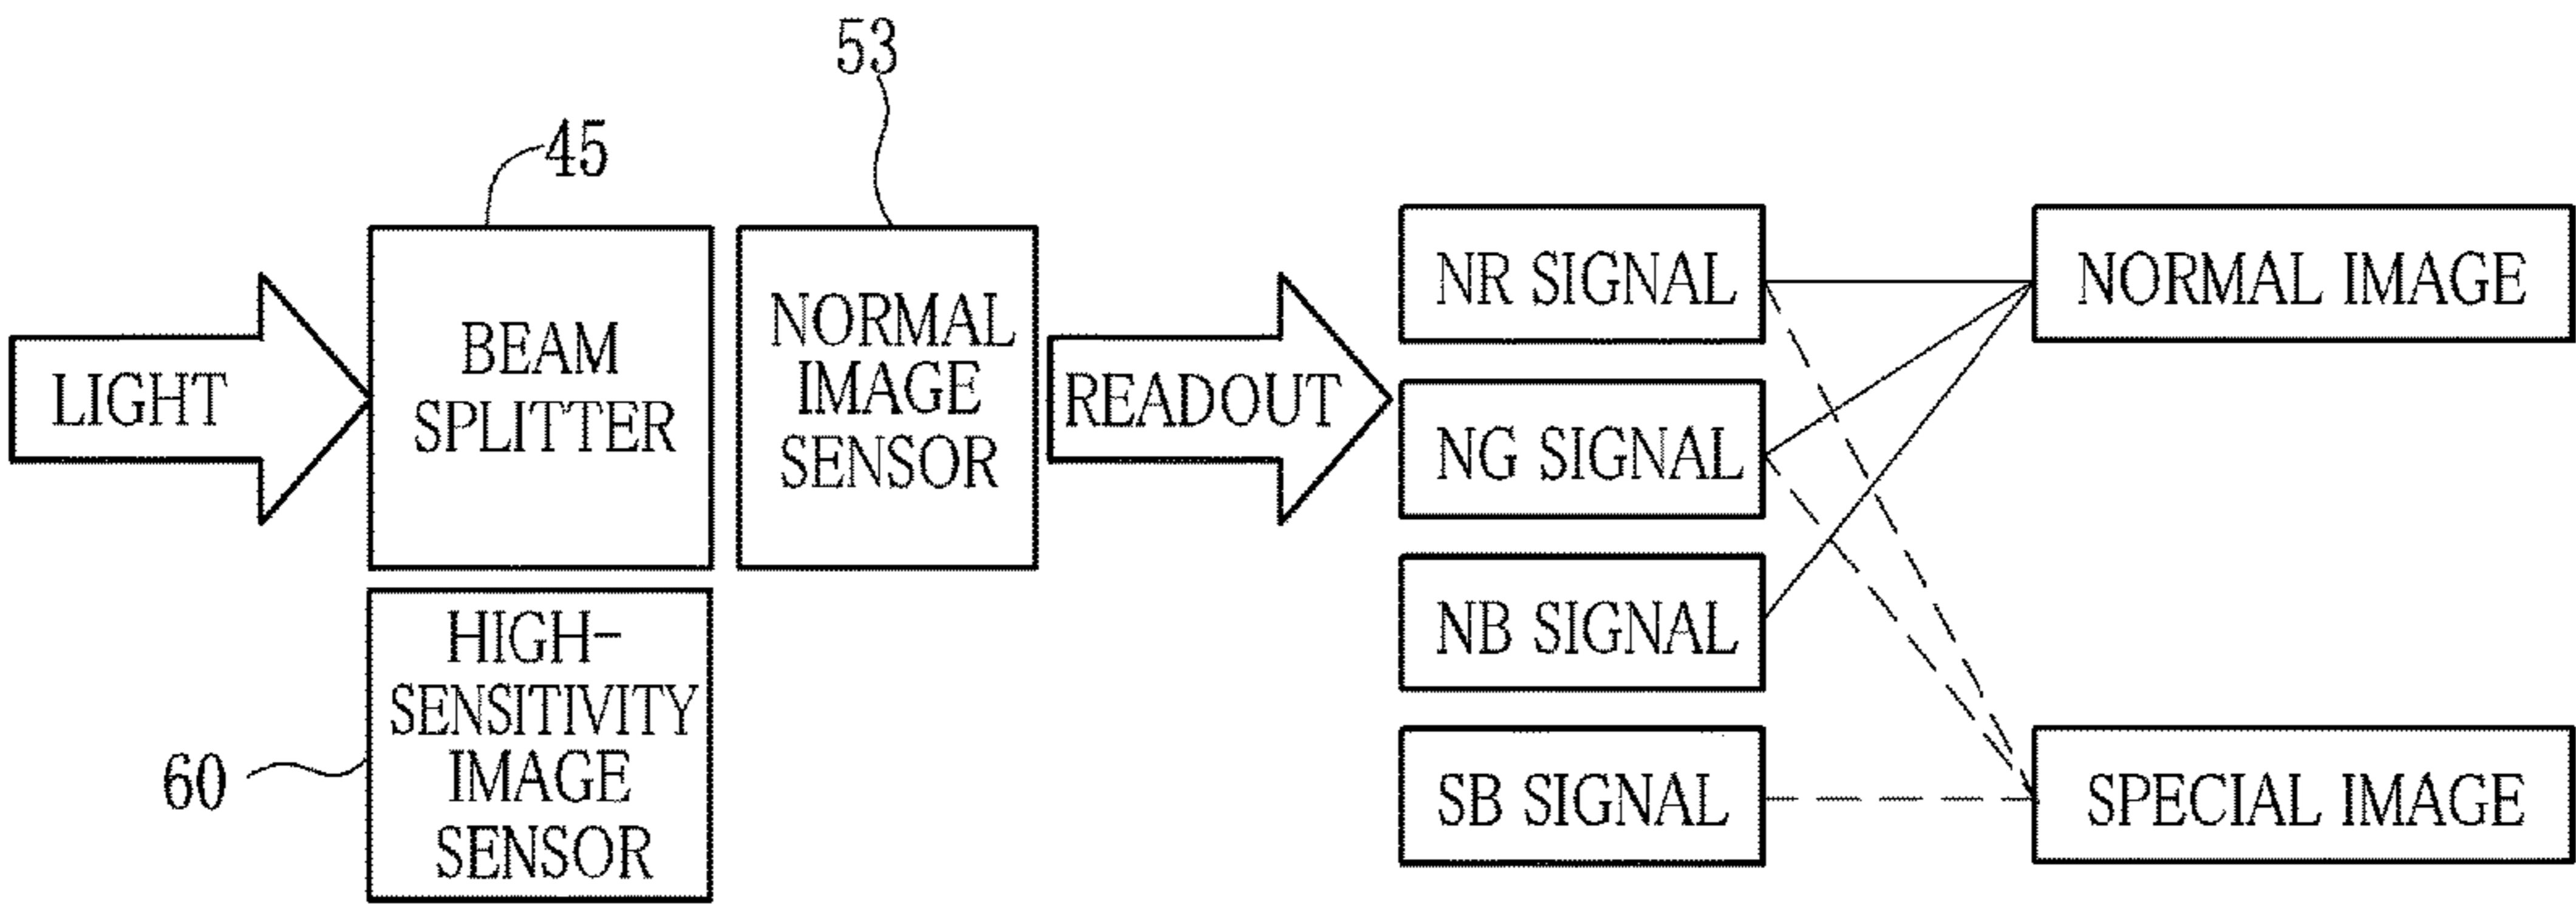 53
45
LIGHT
BEAM
SPLITTER
NORMAL
IMAGE
SENSOR
READOUT
HIGH-
SENSITIVITY
IMAGE
SENSOR
60
NR SIGNAL
NG SIGNAL
NB SIGNAL
SB SIGNAL
NORMAL IMAGE
SPECIAL IMAGE